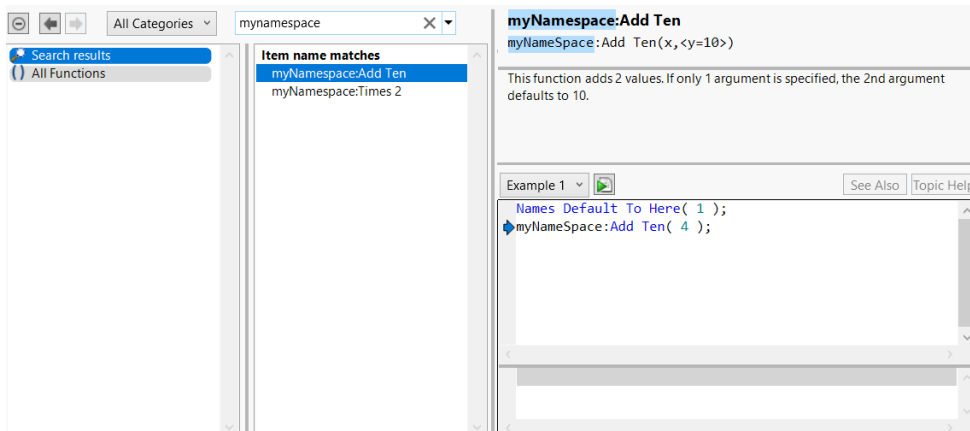 All Categories
mynamespace
Search results
All Functions
Item name matches
myNamespace:Add Ten
myNamespace:Times 2
myNamespace:Add Ten
myNameSpace:Add Ten(x,<y=10>)
This function adds 2 values. If only 1 argument is specified, the 2nd argument
defaults to 10.
Example 1
See Also
Topic Help
Names Default To Here( 1 );
myNameSpace:Add Ten( 4 );